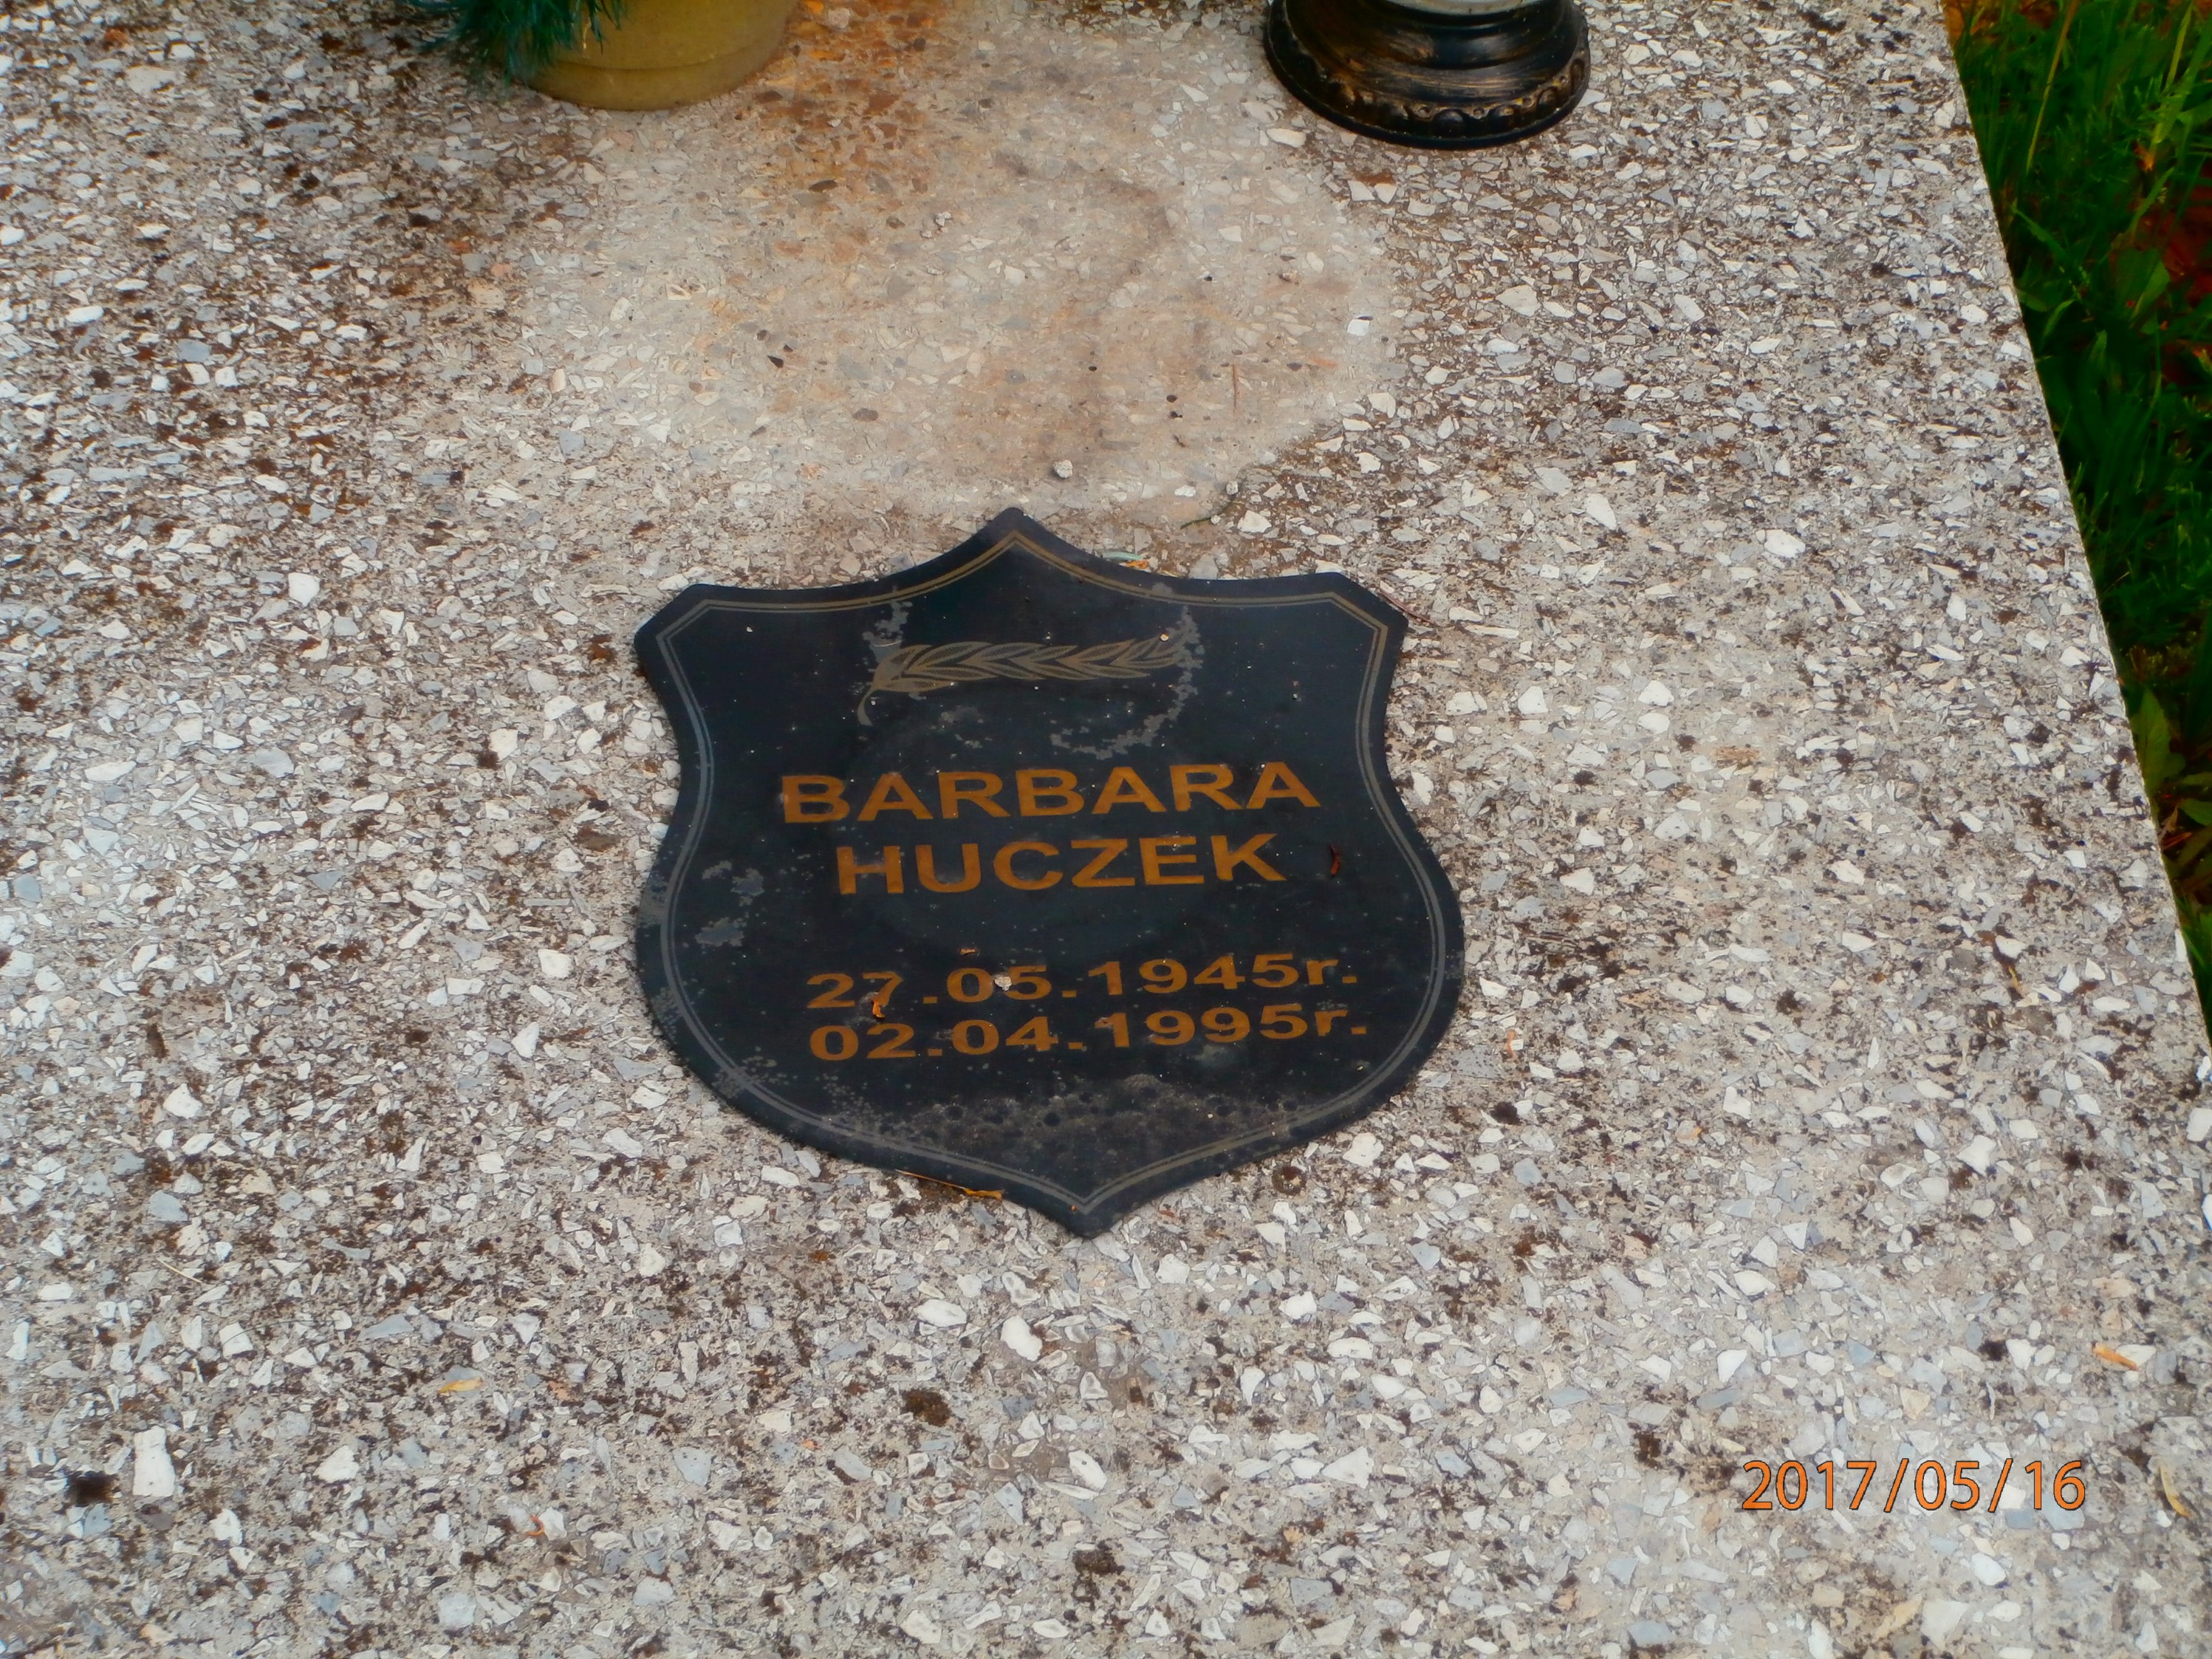 BARBARA
HUCZEK
27.05.1945r.
02.04.1995r.
2017/05/16